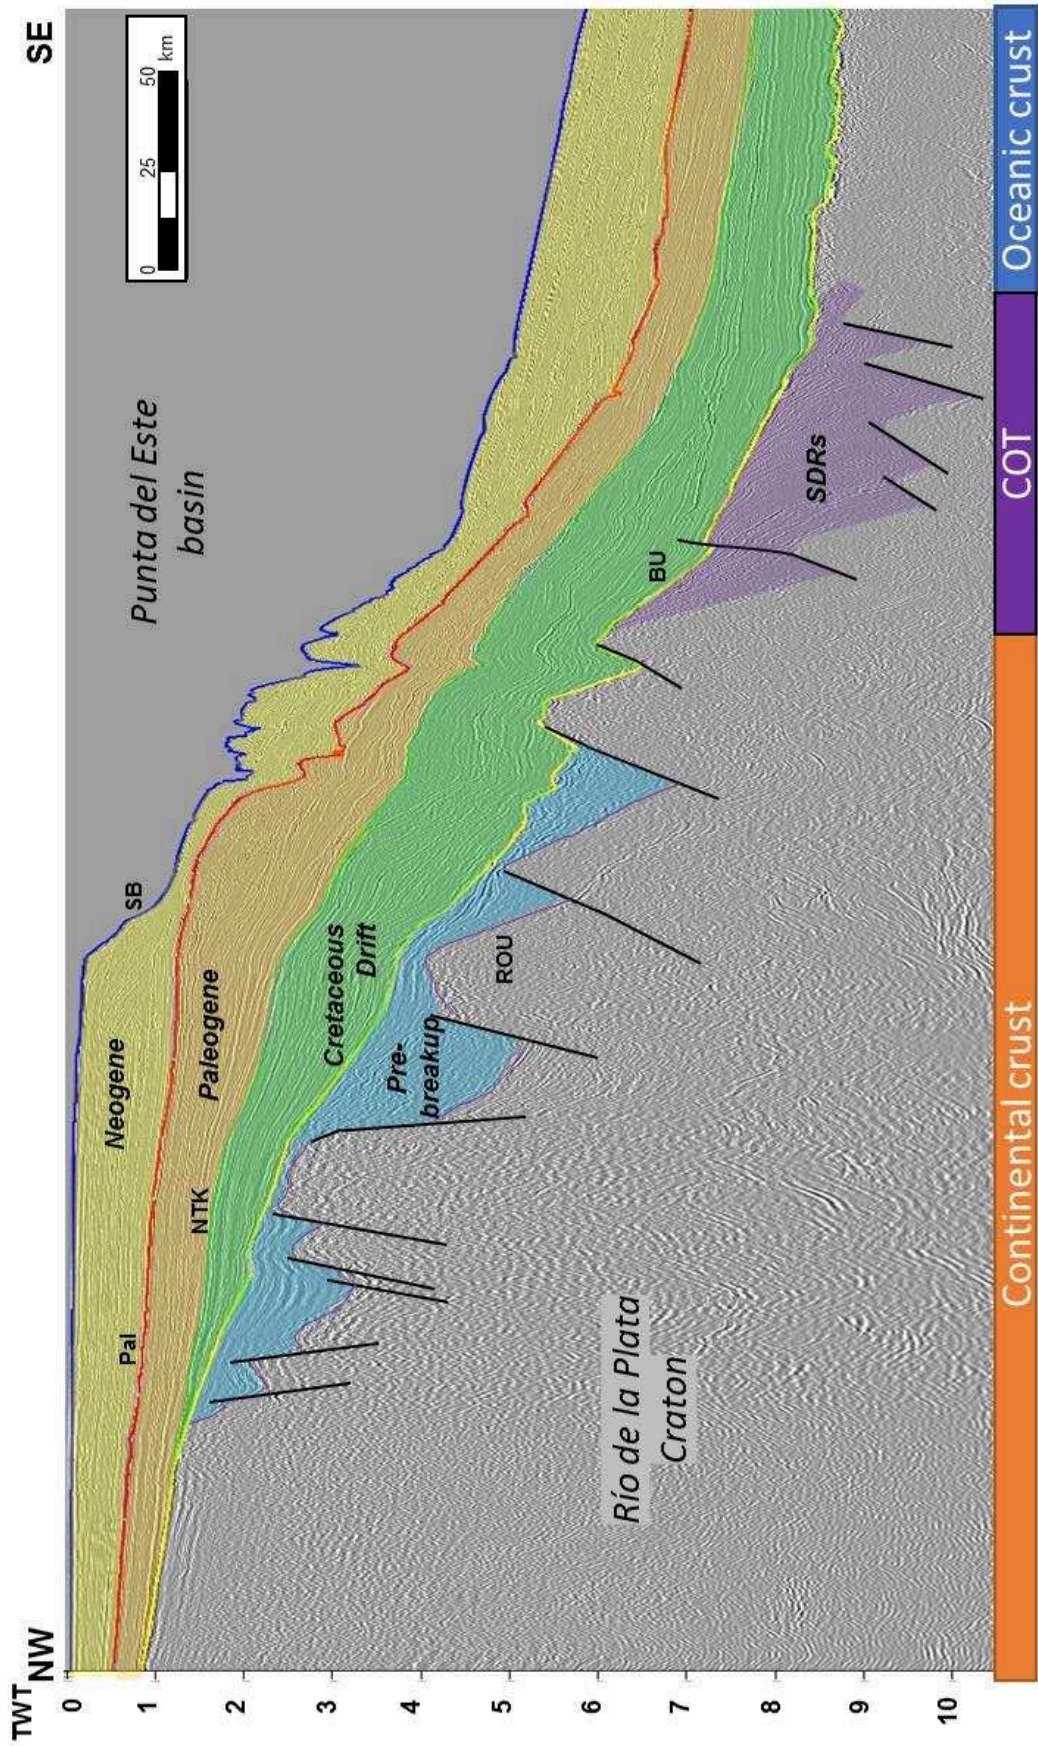 NW
SE
TWT
0
1
2
3
4
5
6
7
8
9
10
0 25 50
km
Punta del Este
basin
SB
Neogene
Pal
Paleogene
NTK
Cretaceous
Drift
Pre-
breakup
ROU
BU
SDRs
Río de la Plata
Craton
Continental crust
COT
Oceanic crust